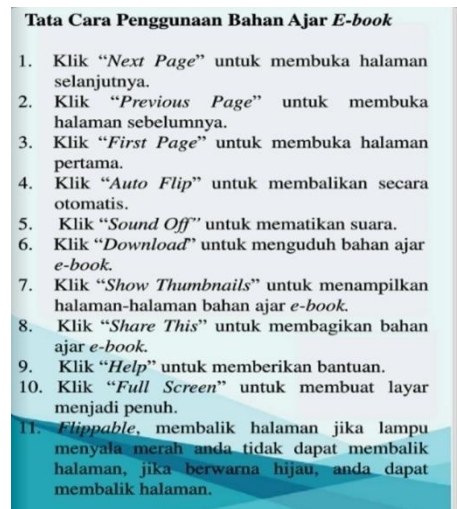 Tata Cara Penggunaan Bahan Ajar E-book
1. Klik “Next Page” untuk membuka halaman
selanjutnya.
2. Klik “Previous Page” untuk membuka
halaman sebelumnya.
3. Klik “First Page” untuk membuka halaman
pertama.
4. Klik “Auto Flip” untuk membalikan secara
otomatis.
5. Klik “Sound Off” untuk mematikan suara.
6. Klik “Download” untuk menguduh bahan ajar
e-book.
7. Klik “Show Thumbnails” untuk menampilkan
halaman-halaman bahan ajar e-book.
8. Klik “Share This” untuk membagikan bahan
ajar e-book.
9. Klik “Help” untuk memberikan bantuan.
10. Klik “Full Screen” untuk membuat layar
menjadi penuh.
11. Flippable, membalik halaman jika lampu
menyala merah anda tidak dapat membalik
halaman, jika berwarna hijau, anda dapat
membalik halaman.